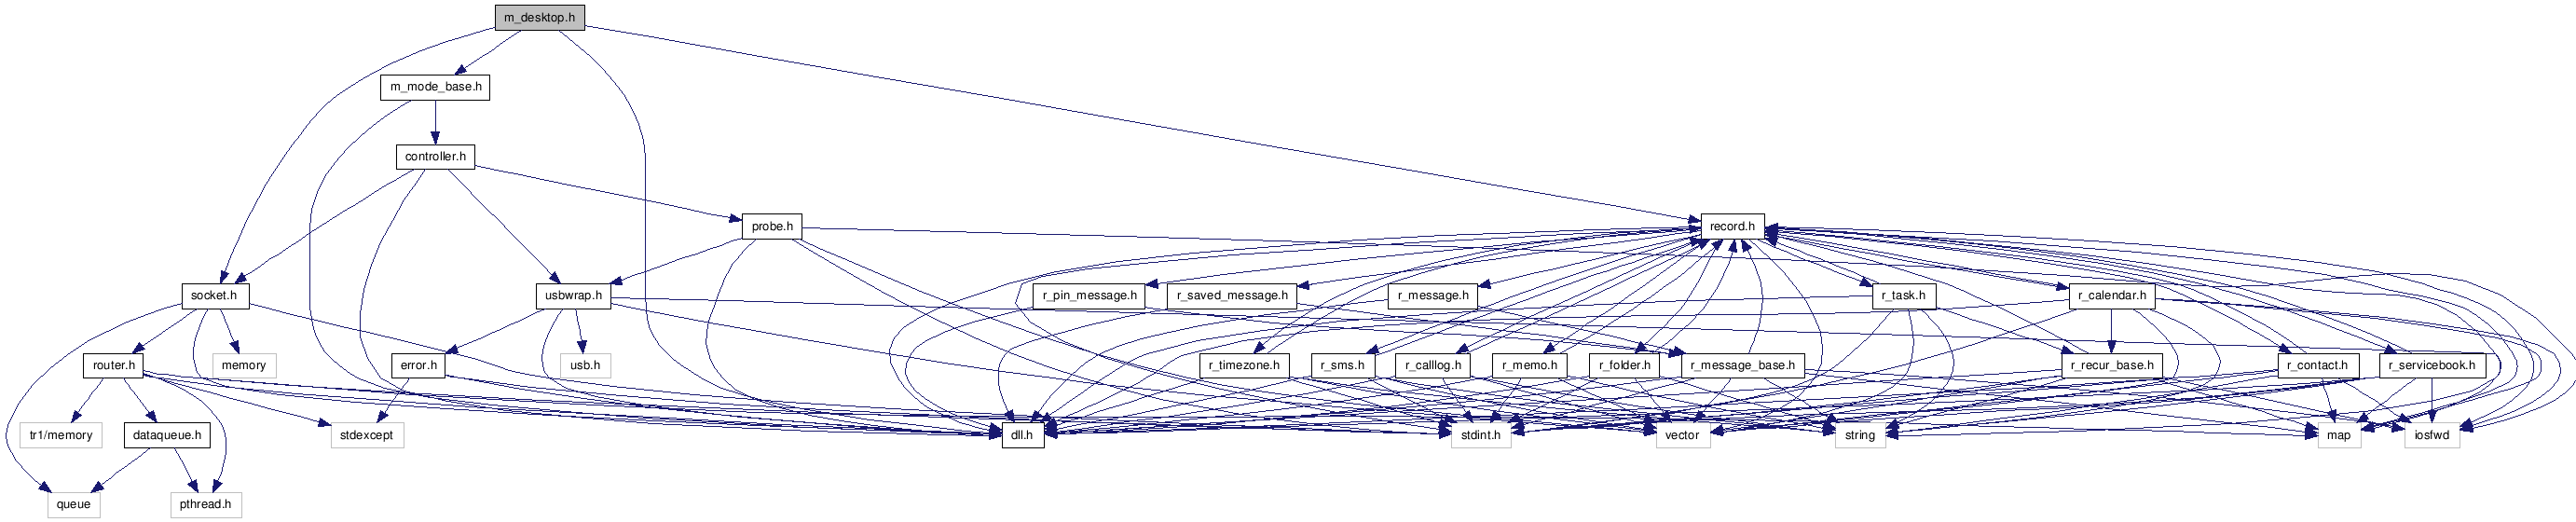 m_desktop.h
m_mode_base.h
controller.h
probe.h
record.h
socket.h
usbwrap.h
r_pin_message.h
r_saved_message.h
r_message.h
r_task.h
r_calendar.h
router.h
memory
error.h
usb.h
r_timezone.h
r_sms.h
r_calllog.h
r_memo.h
r_folder.h
r_message_base.h
r_recur_base.h
r_contact.h
r_servicebook.h
tr1/memory
dataqueue.h
stdexcept
dll.h
stdint.h
vector
string
map
iosfwd
queue
pthread.h